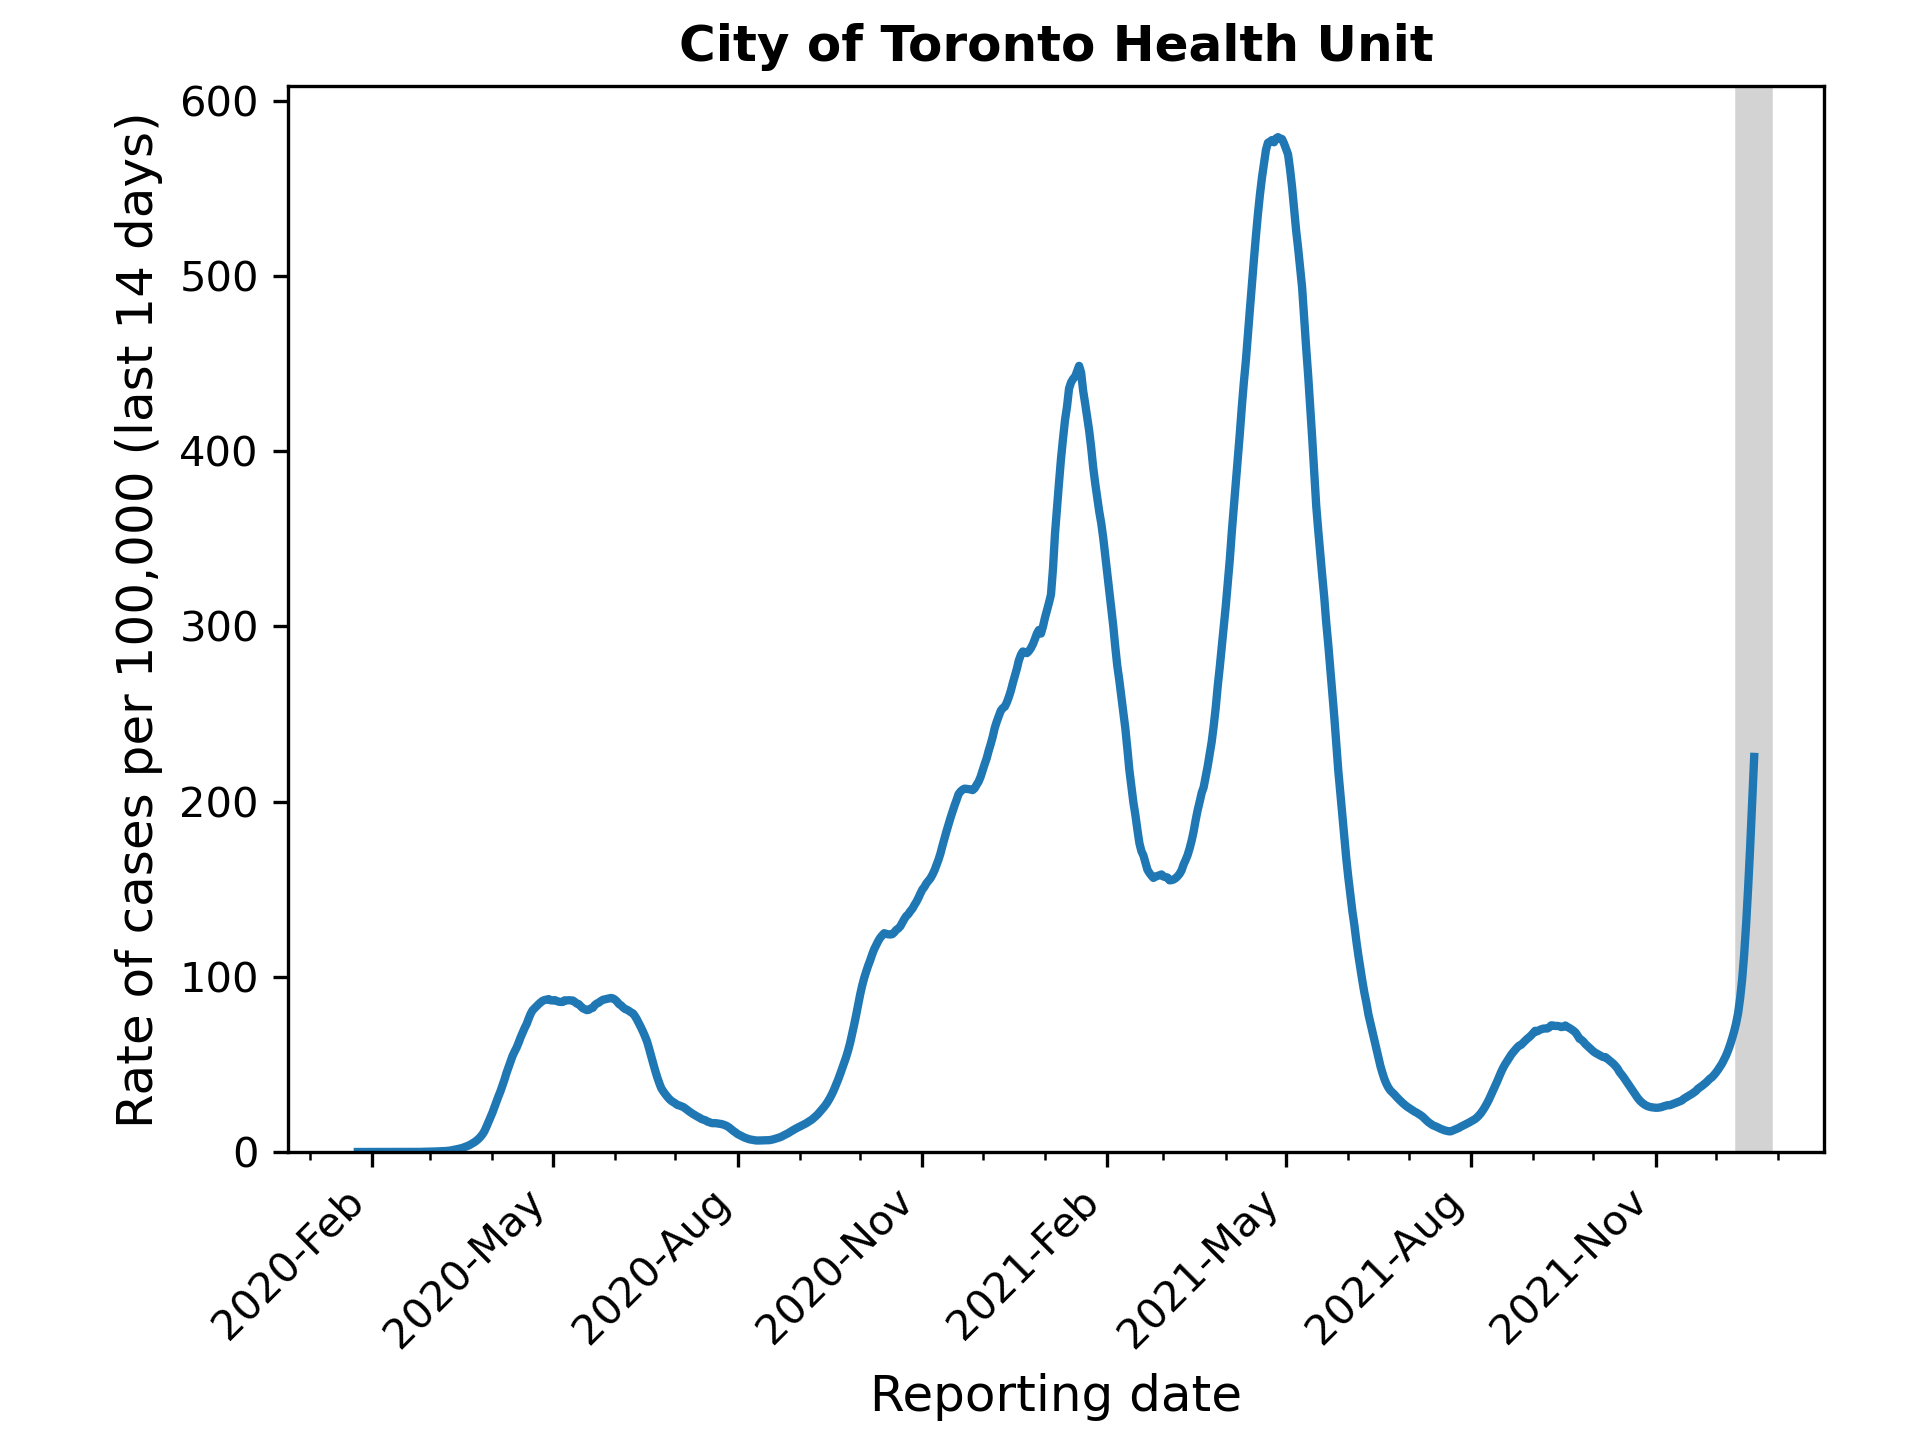 City of Toronto Health Unit
Rate of cases per 100,000 (last 14 days)
600
500
400
300
200
100
0
2020-Feb
2020-May
2020-Aug
2020-Nov
2021-Feb
2021-May
2021-Aug
2021-Nov
Reporting date